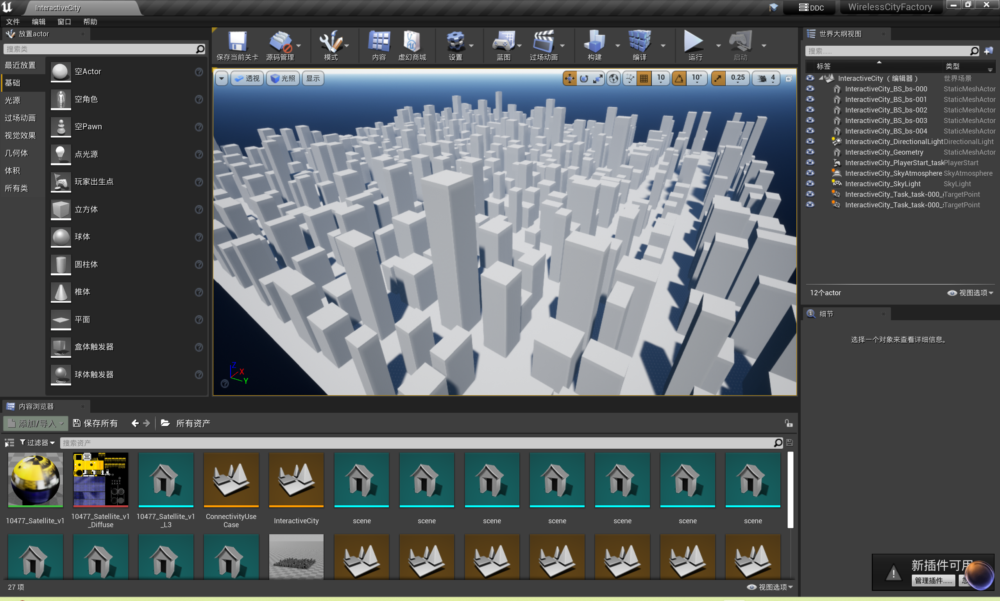 InteractiveCity
DDC
WirelessCityFactory
文件 编辑 窗口 帮助
放置actor
搜索类
最近放置
基础
光源
过场动画
视觉效果
几何体
体积
所有类
空Actor
空角色
空Pawn
点光源
玩家出生点
立方体
球体
圆柱体
椎体
平面
盒体触发器
球体触发器
保存当前关卡 源码管理 模式 内容 虚幻商城 设置 蓝图 过场动画 构建 编译 运行 启动
透视 光照 显示 10 10° 0.25 4
Z
X
Y
世界大纲视图
搜索……
标签 类型
InteractiveCity（编辑器） 世界场景
InteractiveCity_BS_bs-000 StaticMeshActor
InteractiveCity_BS_bs-001 StaticMeshActor
InteractiveCity_BS_bs-002 StaticMeshActor
InteractiveCity_BS_bs-003 StaticMeshActor
InteractiveCity_BS_bs-004 StaticMeshActor
InteractiveCity_DirectionalLight DirectionalLight
InteractiveCity_Geometry StaticMeshActor
InteractiveCity_PlayerStart_task PlayerStart
InteractiveCity_SkyAtmosphere SkyAtmosphere
InteractiveCity_SkyLight SkyLight
InteractiveCity_Task_task-000_ TargetPoint
InteractiveCity_Task_task-000_ TargetPoint
12个actor 视图选项
细节
选择一个对象来查看详细信息。
内容浏览器
添加/导入 保存所有 所有资产
过滤器 搜索资产
10477_Satellite_v1
10477_Satellite_v1
_Diffuse
10477_Satellite_v1
_L3
ConnectivityUse
Case
InteractiveCity
scene
scene
scene
scene
scene
scene
scene
27 项 视图选项
新插件可用
管理插件……